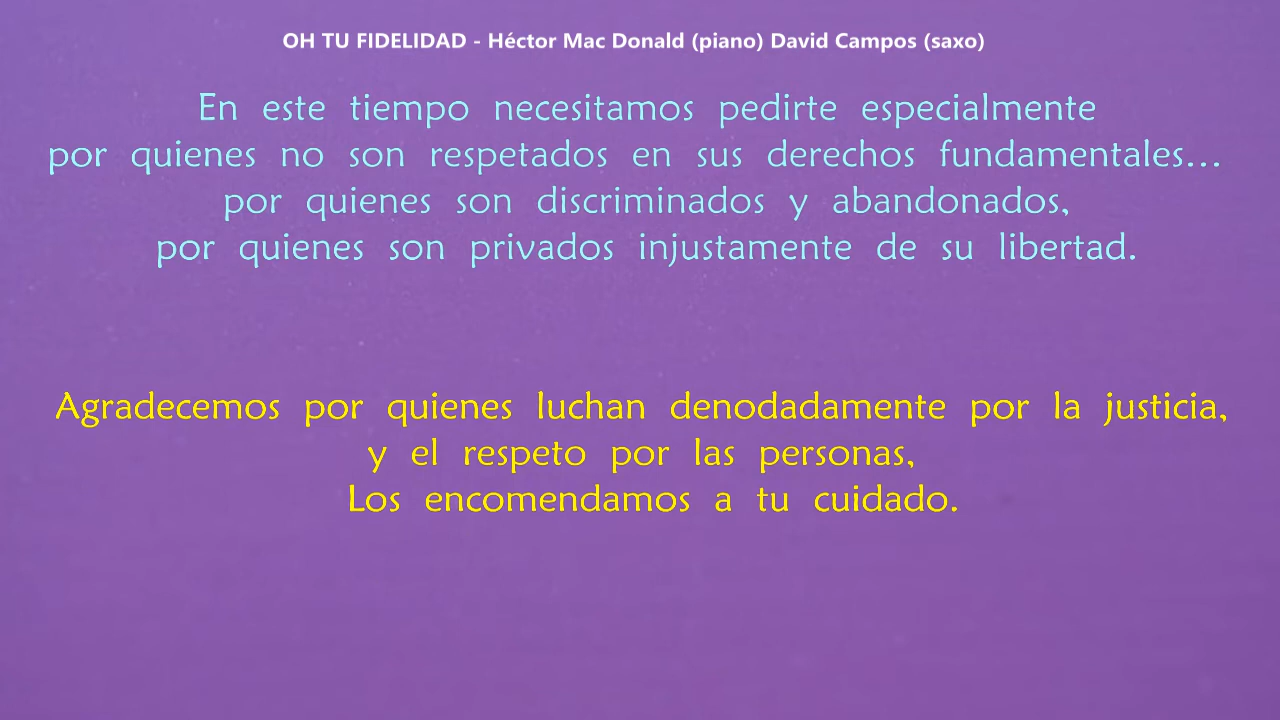 OH TU FIDELIDAD - Héctor Mac Donald (piano) David Campos (saxo)
En este tiempo necesitamos pedirte especialmente
por quienes no son respetados en sus derechos fundamentales...
por quienes son discriminados y abandonados,
por quienes son privados injustamente de su libertad.
Agradecemos por quienes luchan denodadamente por la justicia,
y el respeto por las personas,
Los encomendamos a tu cuidado.